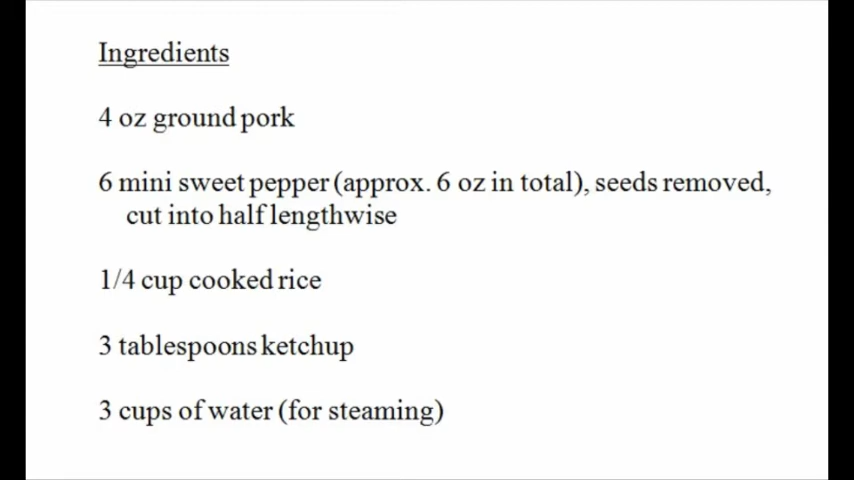 Ingredients
4 oz ground pork
6 mini sweet pepper (approx. 6 oz in total), seeds removed,
cut into half lengthwise
1/4 cup cooked rice
3 tablespoons ketchup
3 cups of water (for steaming)